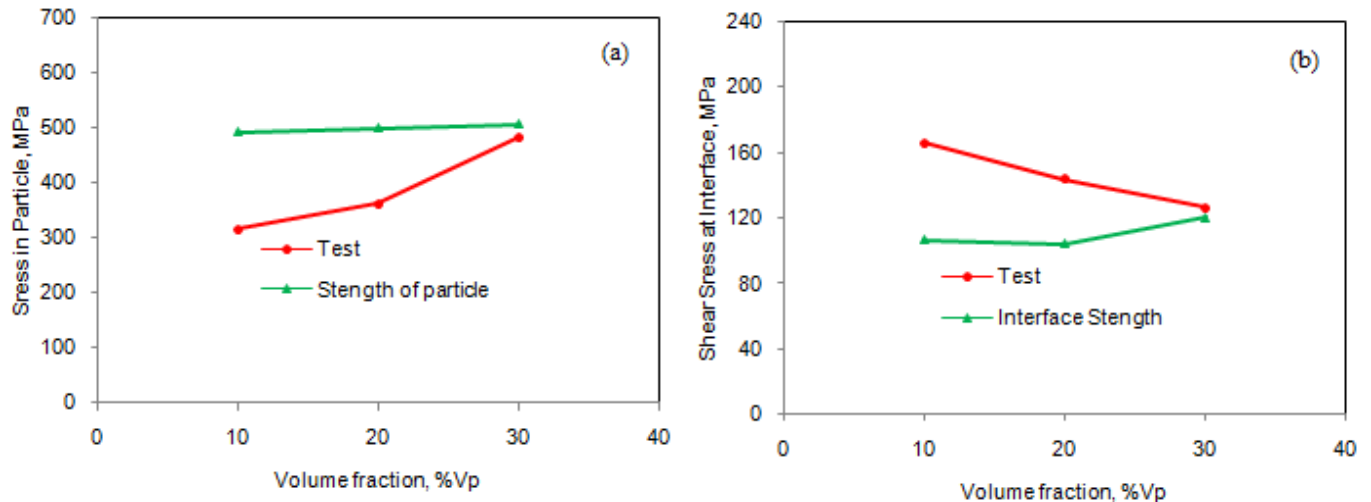 700
600
500
400
300
200
100
0
0 10 20 30 40
Sress in Particle, MPa
Volume fraction, %Vp
(a)
Test
Stength of particle
240
200
160
120
80
40
0
0 10 20 30 40
Shear Sress at Interface, MPa
Volume fraction, %Vp
(b)
Test
Interface Stength